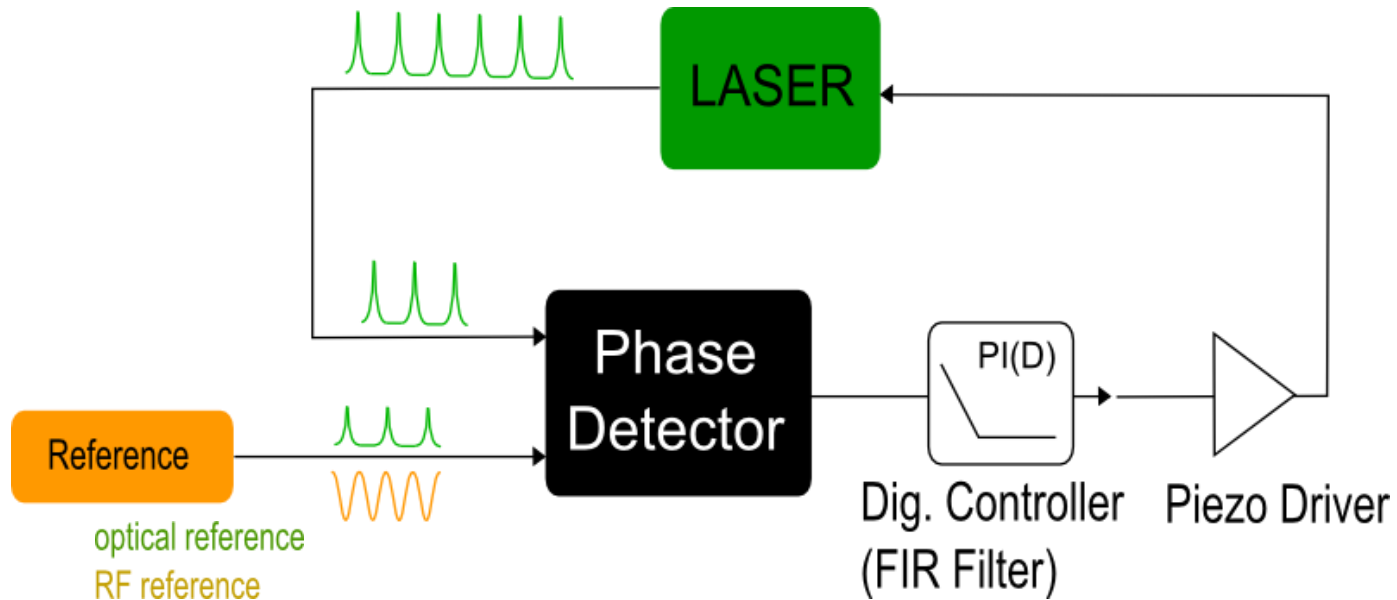 LASER
Phase
Detector
PI(D)
Reference
optical reference
RF reference
Dig. Controller
(FIR Filter)
Piezo Driver